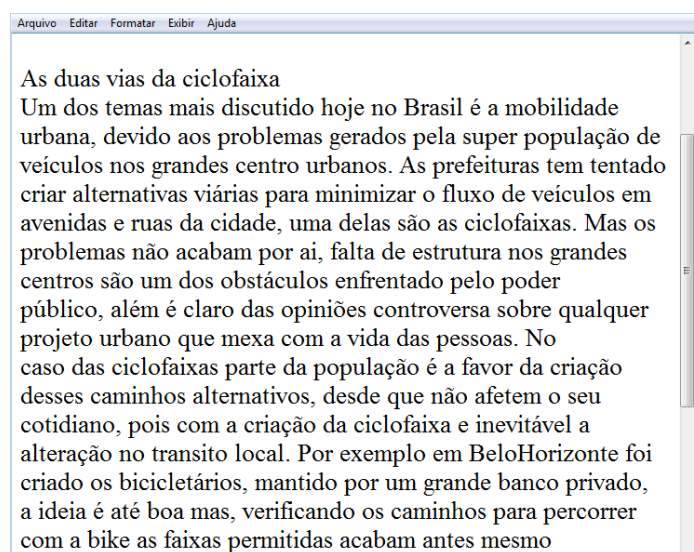 Arquivo Editar Formatar Exibir Ajuda
As duas vias da ciclofaixa
Um dos temas mais discutido hoje no Brasil é a mobilidade
urbana, devido aos problemas gerados pela super população de
veículos nos grandes centro urbanos. As prefeituras tem tentado
criar alternativas viárias para minimizar o fluxo de veículos em
avenidas e ruas da cidade, uma delas são as ciclofaixas. Mas os
problemas não acabam por ai, falta de estrutura nos grandes
centros são um dos obstáculos enfrentado pelo poder
público, além é claro das opiniões controversa sobre qualquer
projeto urbano que mexa com a vida das pessoas. No
caso das ciclofaixas parte da população é a favor da criação
desses caminhos alternativos, desde que não afetem o seu
cotidiano, pois com a criação da ciclofaixa e inevitável a
alteração no transito local. Por exemplo em BeloHorizonte foi
criado os bicicletários, mantido por um grande banco privado,
a ideia é até boa mas, verificando os caminhos para percorrer
com a bike as faixas permitidas acabam antes mesmo